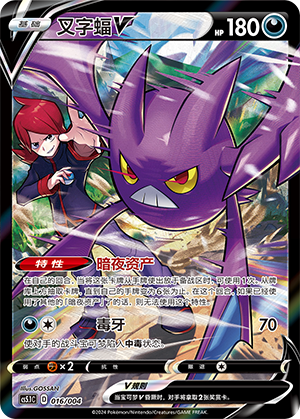 基础 叉字蝠V HP 180
特性 暗夜资产
在自己的回合，当将这张卡牌从手牌使出放于备战区时，可使用1次。从牌
库上方抽取卡牌，直到自己的手牌变为6张为止。在这个回合，如果已经使
用了其他的「暗夜资产」的话，则无法使用这个特性。
毒牙 70
令对手的战斗宝可梦陷入中毒状态。
弱点 ×2 抗性 撤退
V规则
当宝可梦V昏厥时，对手将拿取2张奖赏卡。
Illus. GOSSAN
D 016/004
©2024 Pokémon/Nintendo/Creatures/GAME FREAK